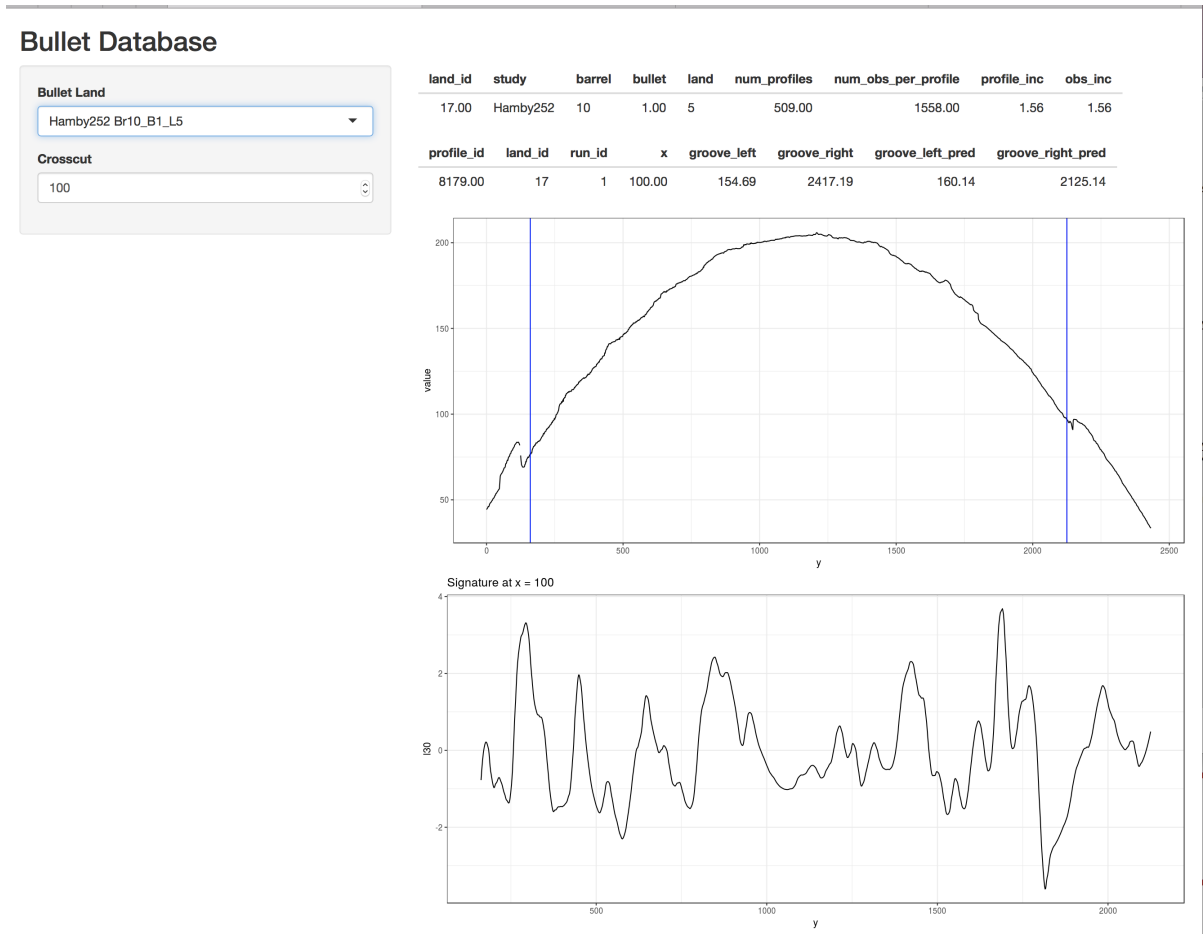 Bullet Database
Bullet Land
Hamby252 Br10_B1_L5
Crosscut
100
land_id study barrel bullet land num_profiles num_obs_per_profile profile_inc obs_inc
17.00 Hamby252 10 1.00 5 509.00 1558.00 1.56 1.56
profile_id land_id run_id x groove_left groove_right groove_left_pred groove_right_pred
8179.00 17 1 100.00 154.69 2417.19 160.14 2125.14
200
150
100
50
value
0 500 1000 1500 2000 2500
y
Signature at x = 100
4
2
0
-2
l30
500 1000 1500 2000
y